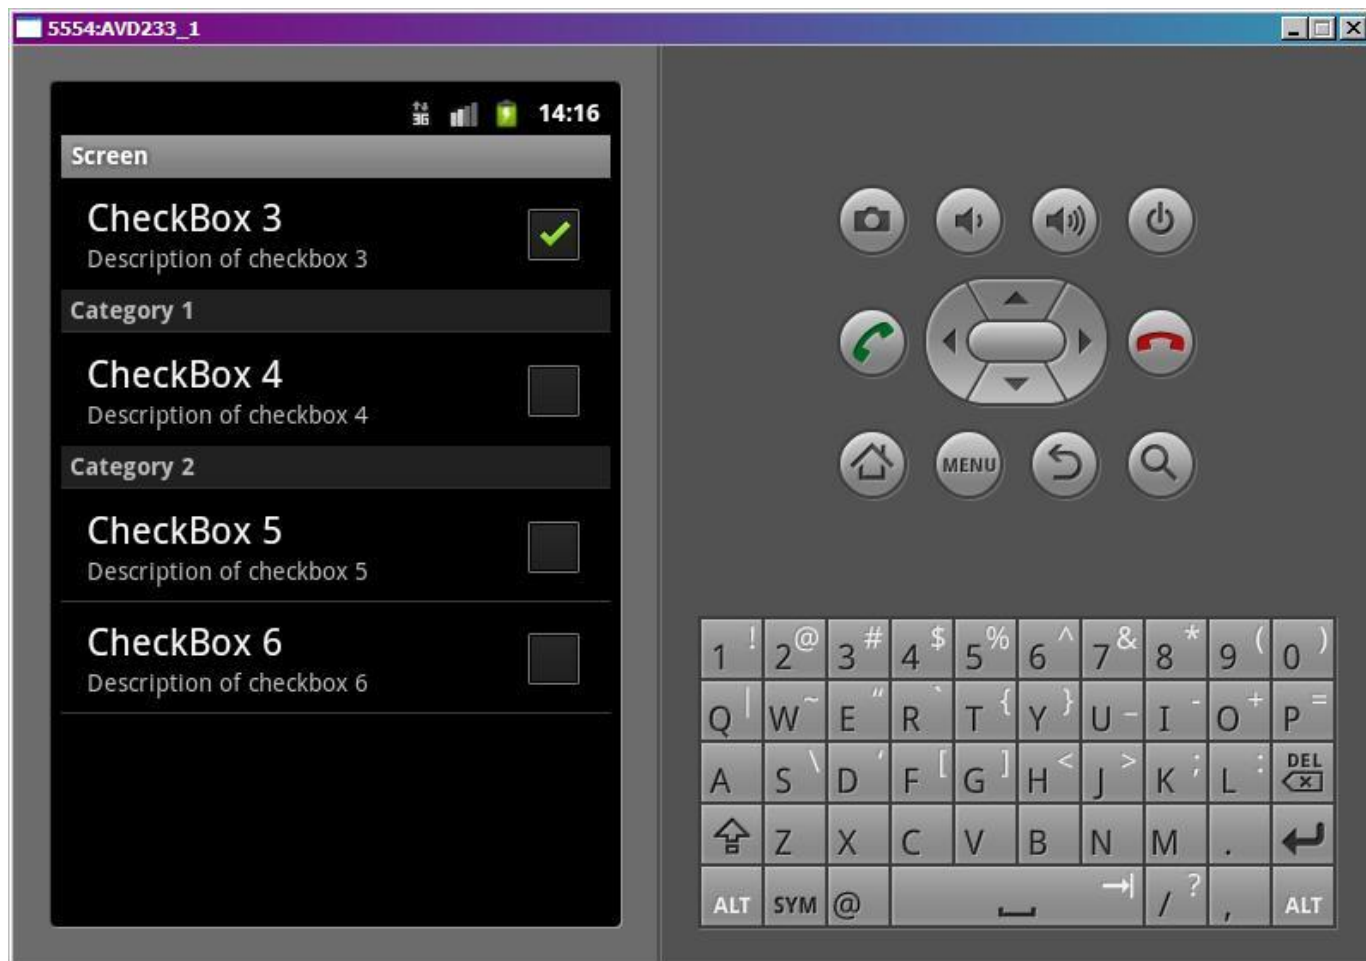 5554:AVD233_1
3G 14:16
Screen
CheckBox 3
Description of checkbox 3
Category 1
CheckBox 4
Description of checkbox 4
Category 2
CheckBox 5
Description of checkbox 5
CheckBox 6
Description of checkbox 6
MENU
1 ! 2 @ 3 # 4 $ 5 % 6 ^ 7 & 8 * 9 ( 0 )
Q | W ~ E “ R ` T { Y } U _ I - O + P =
A S \ D ‘ F [ G ] H < J > K ; L : DEL
Z X C V B N M .
ALT SYM @ / ? , ALT